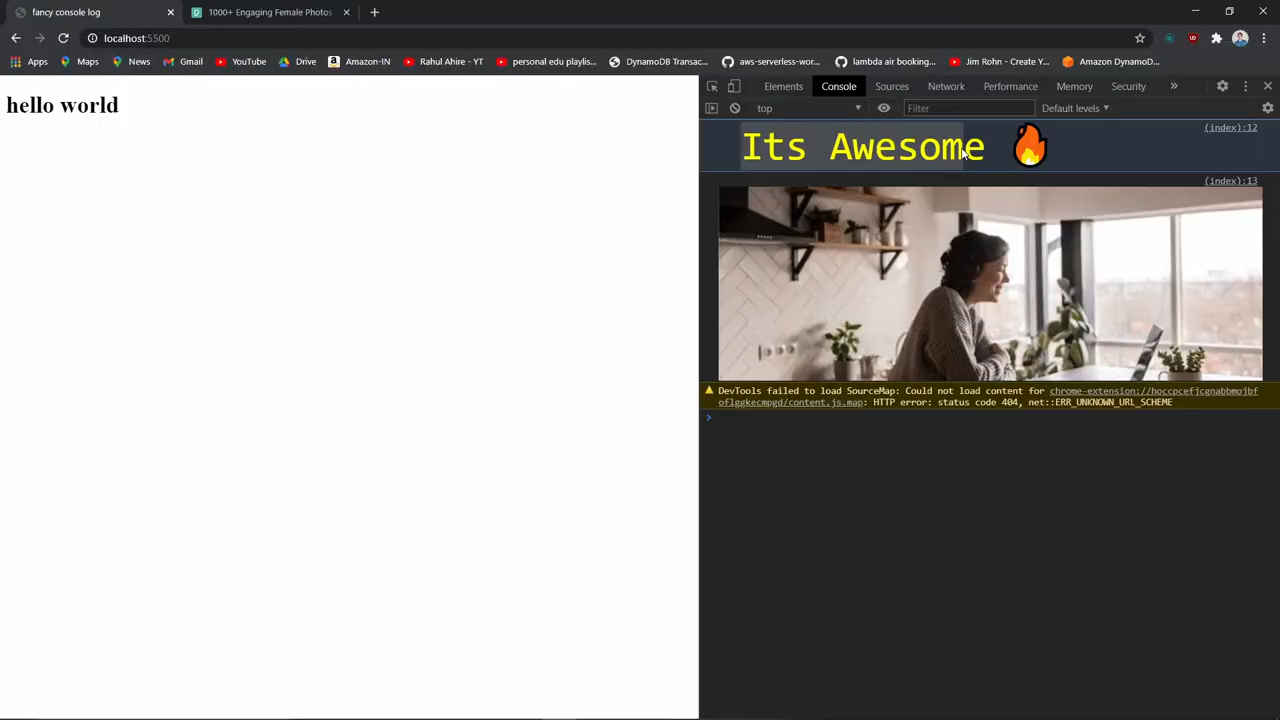 fancy console log
1000+ Engaging Female Photos
localhost:5500
Apps Maps News Gmail YouTube Drive Amazon-IN Rahul Ahire - YT personal edu playlis... DynamoDB Transac... aws-serverless-wor... lambda air booking... Jim Rohn - Create Y... Amazon DynamoD...
hello world
Elements Console Sources Network Performance Memory Security »
top Filter Default levels
Its Awesome 🔥 (index):12
(index):13
DevTools failed to load SourceMap: Could not load content for chrome-extension://hoccpcefjcgnabbmojbf
oflggkecmpgd/content.js.map: HTTP error: status code 404, net::ERR_UNKNOWN_URL_SCHEME